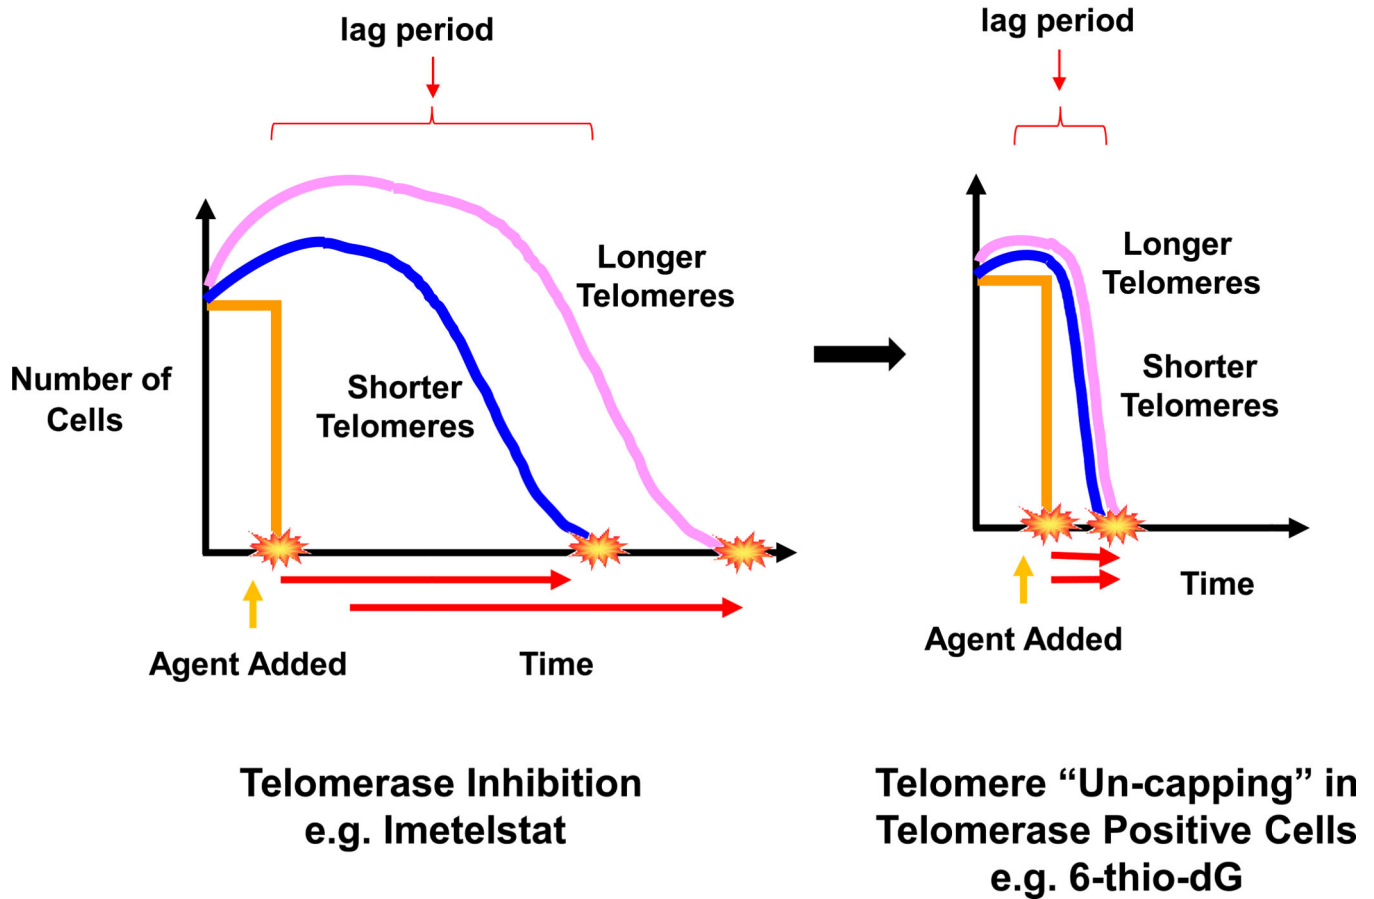 lag period
Longer
Telomeres
Number of
Cells
Shorter
Telomeres
Agent Added
Time
Telomerase Inhibition
e.g. Imetelstat
lag period
Longer
Telomeres
Shorter
Telomeres
Time
Agent Added
Telomere “Un-capping” in
Telomerase Positive Cells
e.g. 6-thio-dG